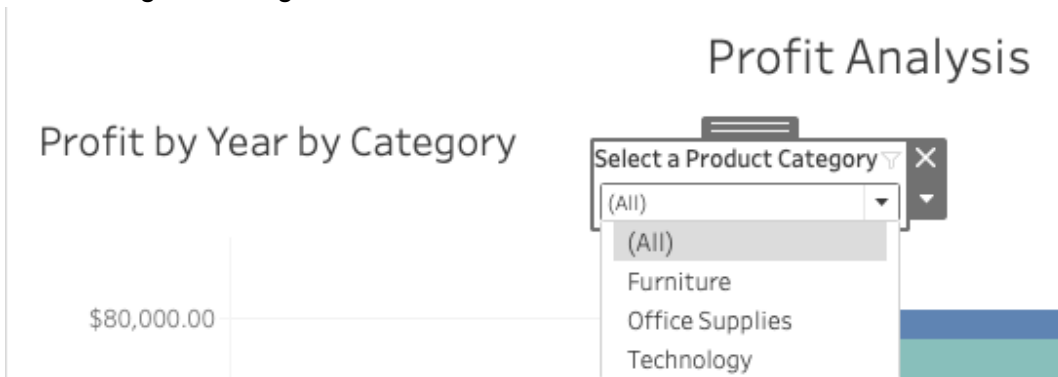 Profit Analysis
Profit by Year by Category
Select a Product Category
(All)
(All)
Furniture
Office Supplies
Technology
$80,000.00